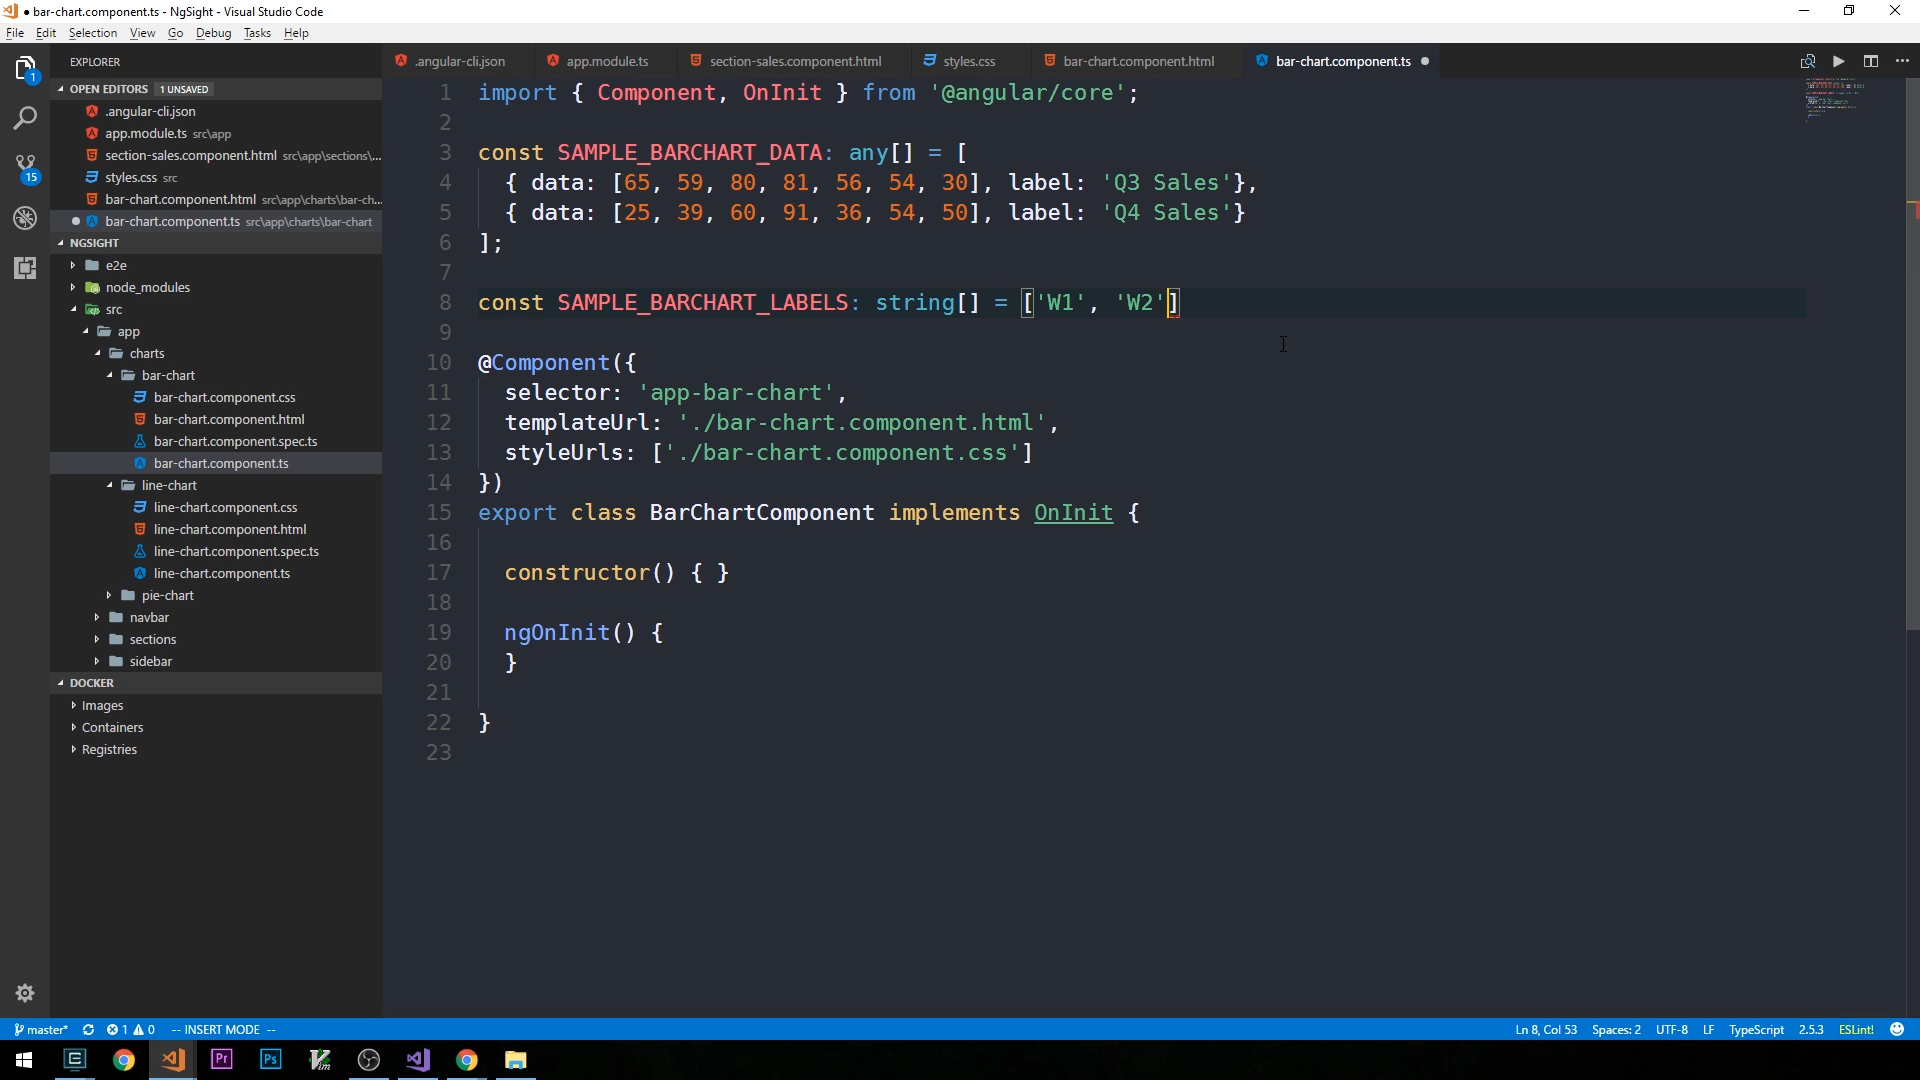 bar-chart.component.ts - NgSight - Visual Studio Code
File Edit Selection View Go Debug Tasks Help
EXPLORER
.angular-cli.json app.module.ts section-sales.component.html styles.css bar-chart.component.html bar-chart.component.ts
OPEN EDITORS 1 UNSAVED
.angular-cli.json
app.module.ts src\app
section-sales.component.html src\app\sections\...
styles.css src
bar-chart.component.html src\app\charts\bar-ch...
bar-chart.component.ts src\app\charts\bar-chart
NGSIGHT
e2e
node_modules
src
app
charts
bar-chart
bar-chart.component.css
bar-chart.component.html
bar-chart.component.spec.ts
bar-chart.component.ts
line-chart
line-chart.component.css
line-chart.component.html
line-chart.component.spec.ts
line-chart.component.ts
pie-chart
navbar
sections
sidebar
DOCKER
Images
Containers
Registries
1
15
1 import { Component, OnInit } from '@angular/core';
2
3 const SAMPLE_BARCHART_DATA: any[] = [
4 { data: [65, 59, 80, 81, 56, 54, 30], label: 'Q3 Sales'},
5 { data: [25, 39, 60, 91, 36, 54, 50], label: 'Q4 Sales'}
6 ];
7
8 const SAMPLE_BARCHART_LABELS: string[] = ['W1', 'W2']
9
10 @Component({
11 selector: 'app-bar-chart',
12 templateUrl: './bar-chart.component.html',
13 styleUrls: ['./bar-chart.component.css']
14 })
15 export class BarChartComponent implements OnInit {
16
17 constructor() { }
18
19 ngOnInit() {
20 }
21
22 }
23
master* 1 0 -- INSERT MODE -- Ln 8, Col 53 Spaces: 2 UTF-8 LF TypeScript 2.5.3 ESLint!
Pr Ps Vim